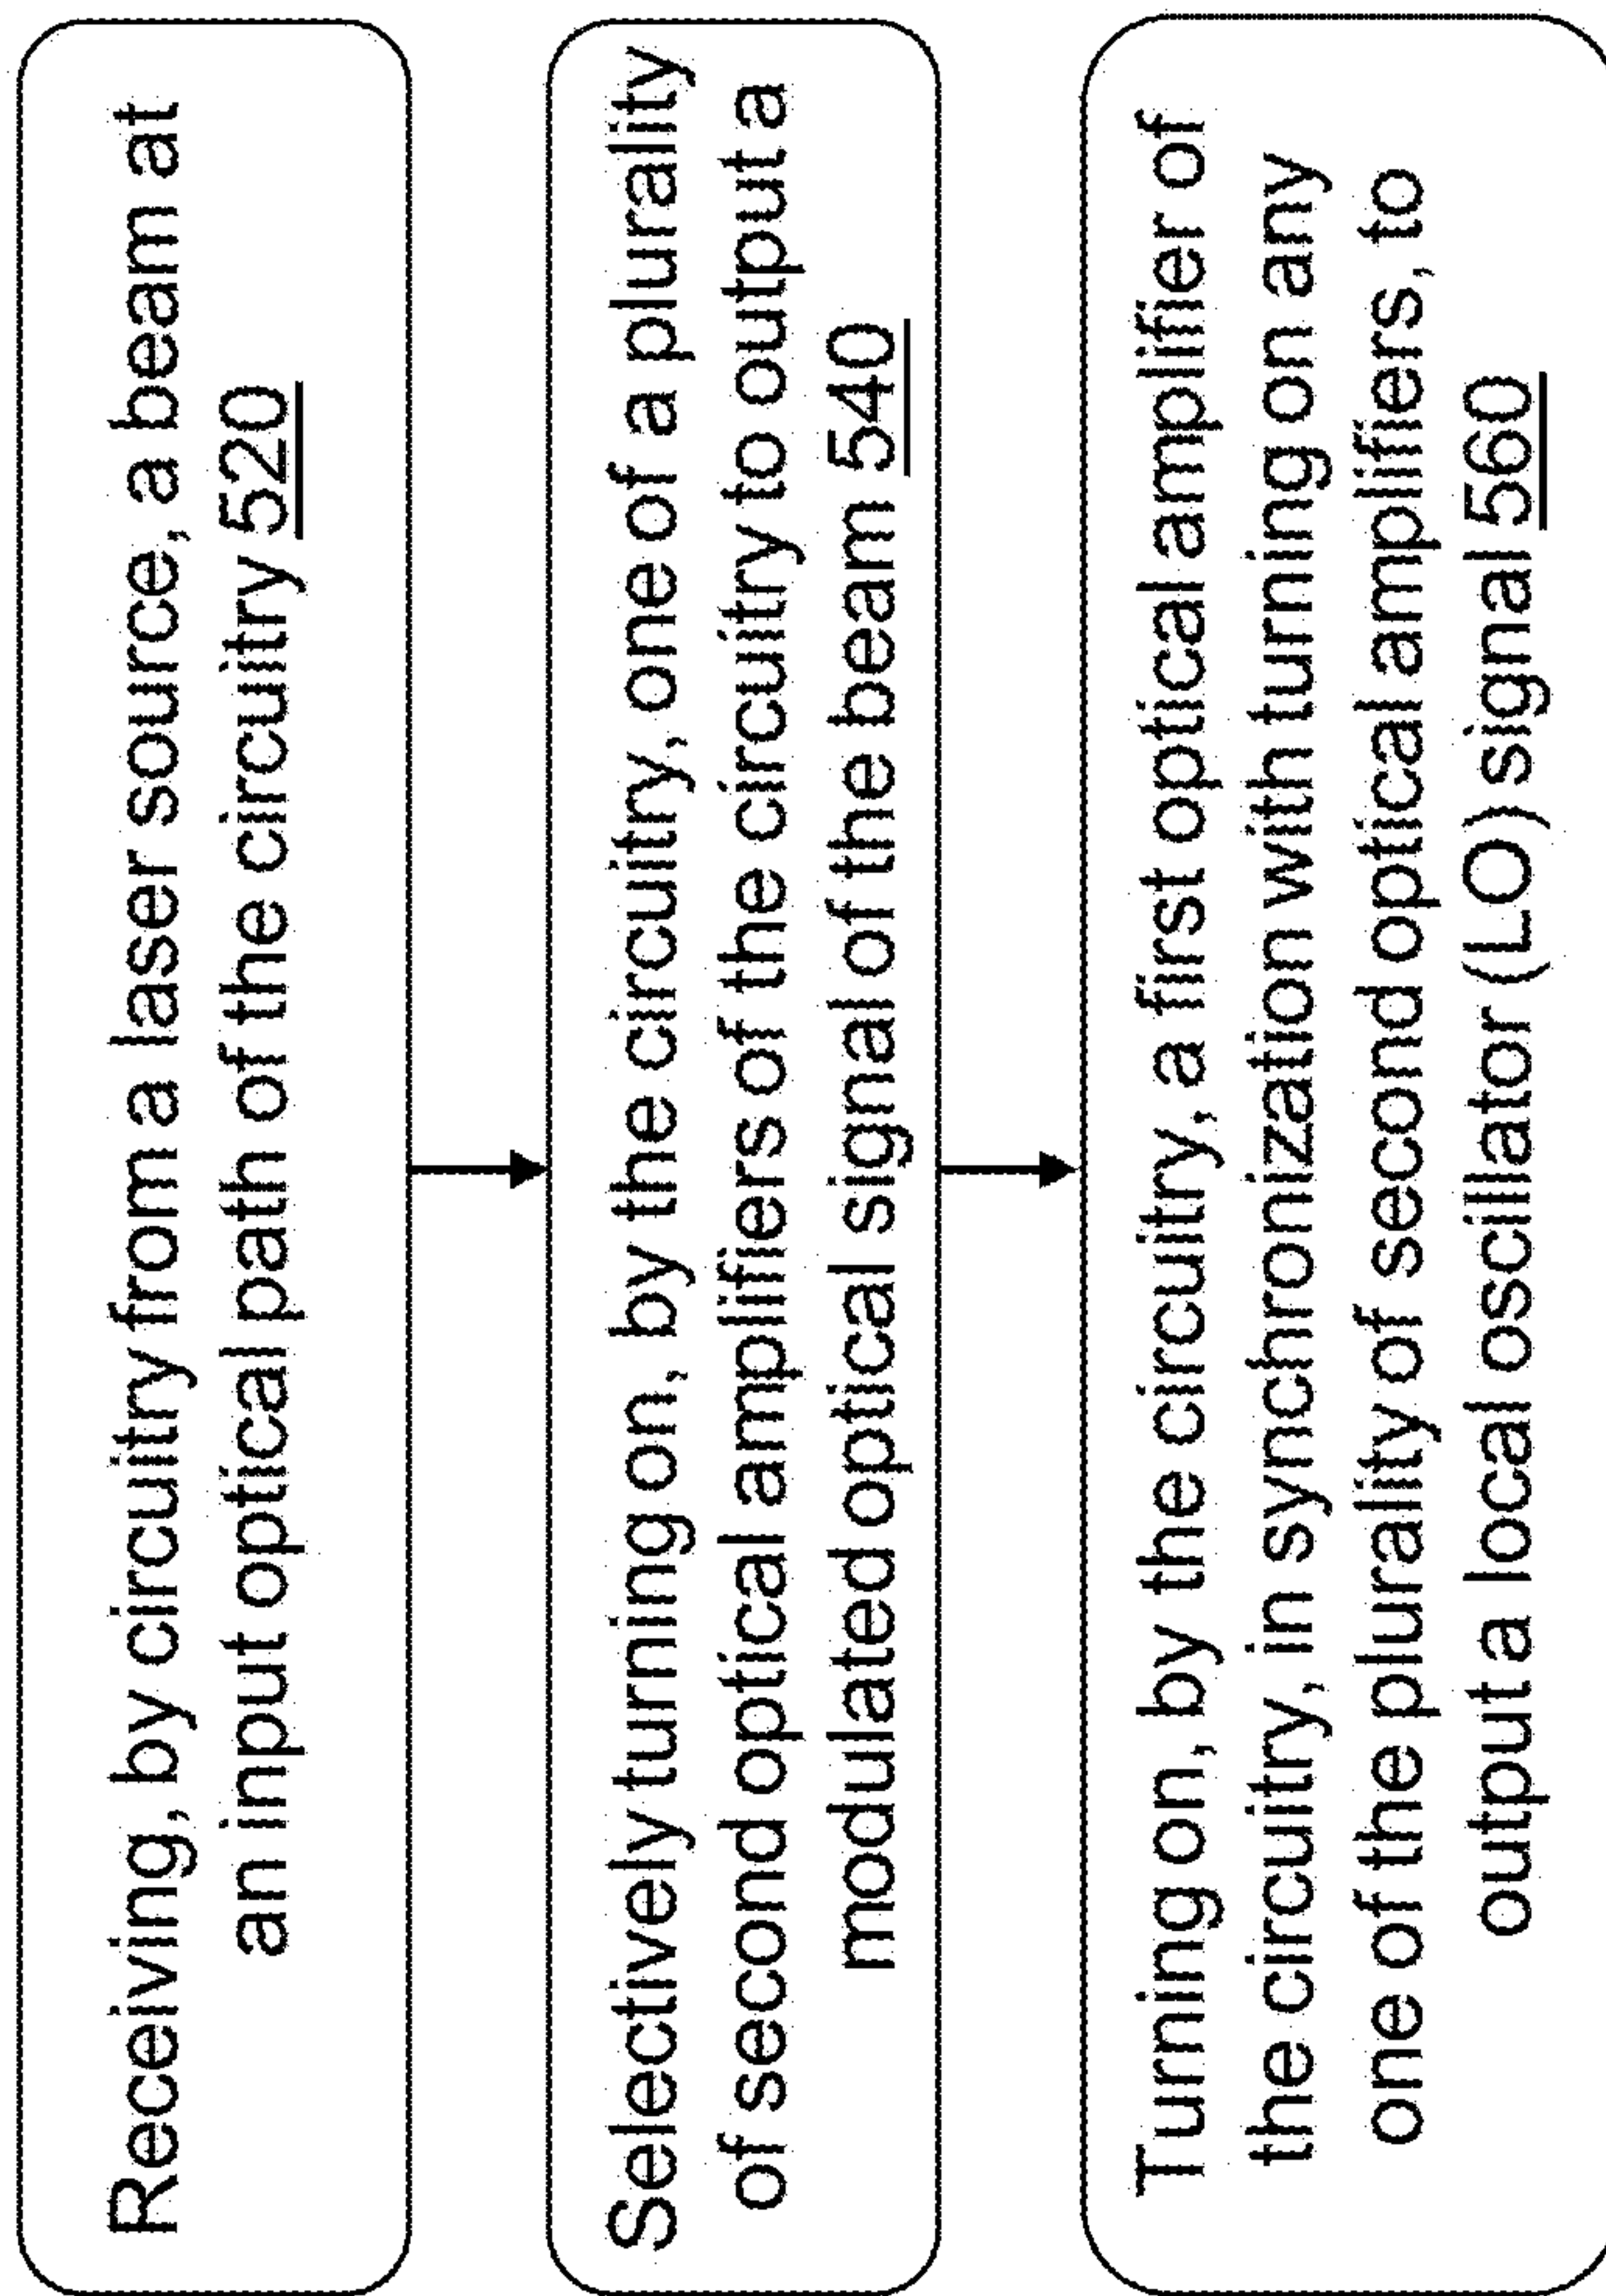 Receiving, by circuitry from a laser source, a beam at
an input optical path of the circuitry 520
Selectively turning on, by the circuitry, one of a plurality
of second optical amplifiers of the circuitry to output a
modulated optical signal of the beam 540
Turning on, by the circuitry, a first optical amplifier of
the circuitry, in synchronization with turning on any
one of the plurality of second optical amplifiers, to
output a local oscillator (LO) signal 560